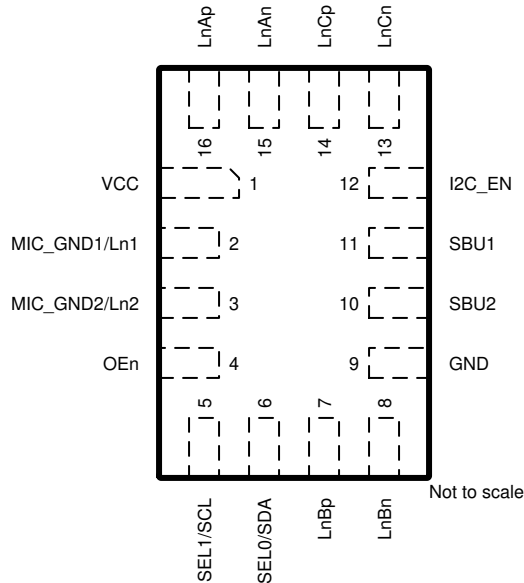 LnAp
LnAn
LnCp
LnCn
16
15
14
13
VCC
1
12
I2C_EN
MIC_GND1/Ln1
2
11
SBU1
MIC_GND2/Ln2
3
10
SBU2
OEn
4
9
GND
5
6
7
8
SEL1/SCL
SEL0/SDA
LnBp
LnBn
Not to scale